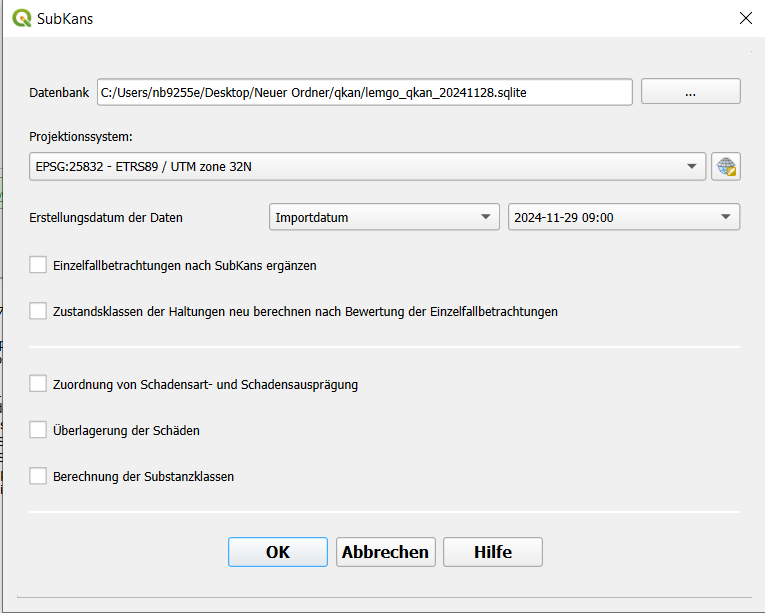 SubKans
Datenbank C:/Users/nb9255e/Desktop/Neuer Ordner/qkan/lemgo_qkan_20241128.sqlite ...
Projektionssystem:
EPSG:25832 - ETRS89 / UTM zone 32N
Erstellungsdatum der Daten Importdatum 2024-11-29 09:00
Einzelfallbetrachtungen nach SubKans ergänzen
Zustandsklassen der Haltungen neu berechnen nach Bewertung der Einzelfallbetrachtungen
Zuordnung von Schadensart- und Schadensausprägung
Überlagerung der Schäden
Berechnung der Substanzklassen
OK Abbrechen Hilfe